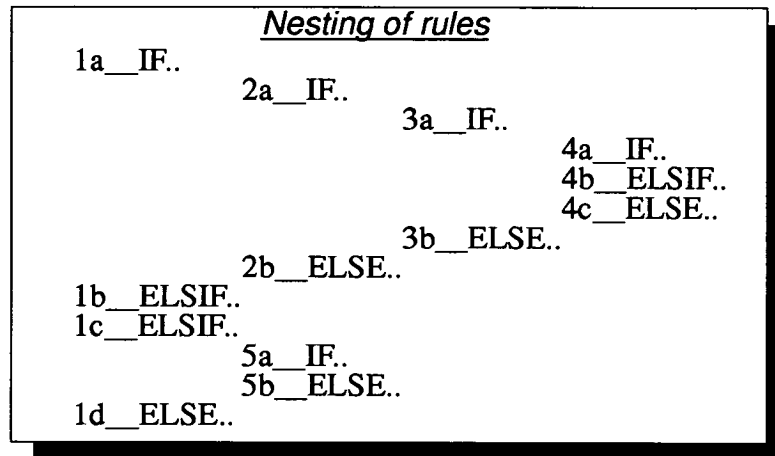 Nesting of rules
1a__IF..
2a__IF..
3a__IF..
4a__IF..
4b__ELSIF..
4c__ELSE..
3b__ELSE..
2b__ELSE..
1b__ELSIF..
1c__ELSIF..
5a__IF..
5b__ELSE..
1d__ELSE..